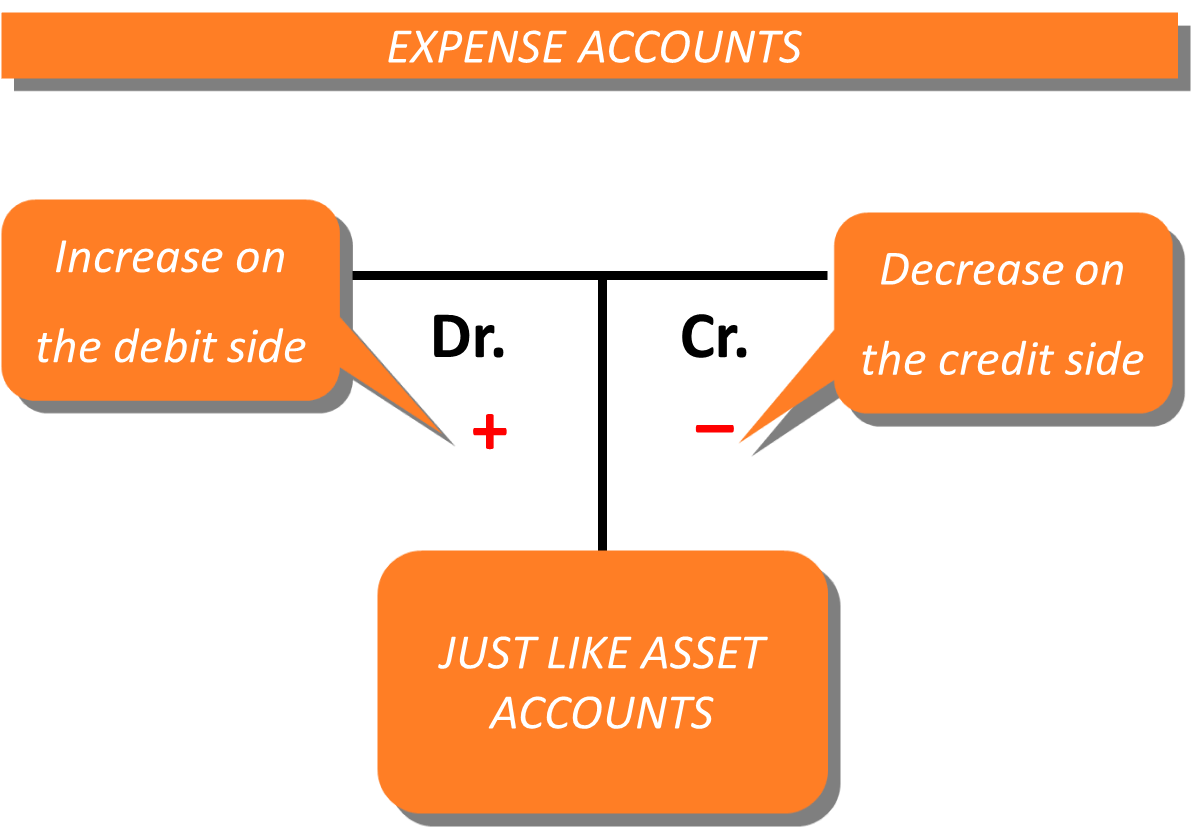 EXPENSE ACCOUNTS
Increase on
the debit side
Decrease on
the credit side
Dr.
Cr.
+
−
JUST LIKE ASSET
ACCOUNTS